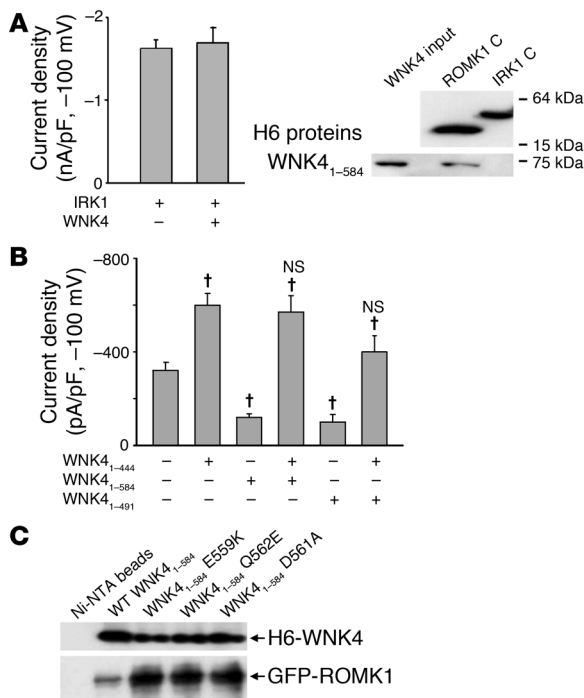 A
Current density
(nA/pF, –100 mV)
–2
–1
0
IRK1 + +
WNK4 – +
WNK4 input
ROMK1 C
IRK1 C
H6 proteins
WNK4₁₋₅₈₄
– 64 kDa
– 15 kDa
– 75 kDa
B
Current density
(pA/pF, –100 mV)
–800
–400
0
†
†
NS
†
†
NS
†
WNK4₁₋₄₄₄ – + – + – +
WNK4₁₋₅₈₄ – – + + – –
WNK4₁₋₄₉₁ – – – – + +
C
Ni-NTA beads
WT WNK4₁₋₅₈₄
WNK4₁₋₅₈₄ E559K
WNK4₁₋₅₈₄ Q562E
WNK4₁₋₅₈₄ D561A
←H6-WNK4
←GFP-ROMK1